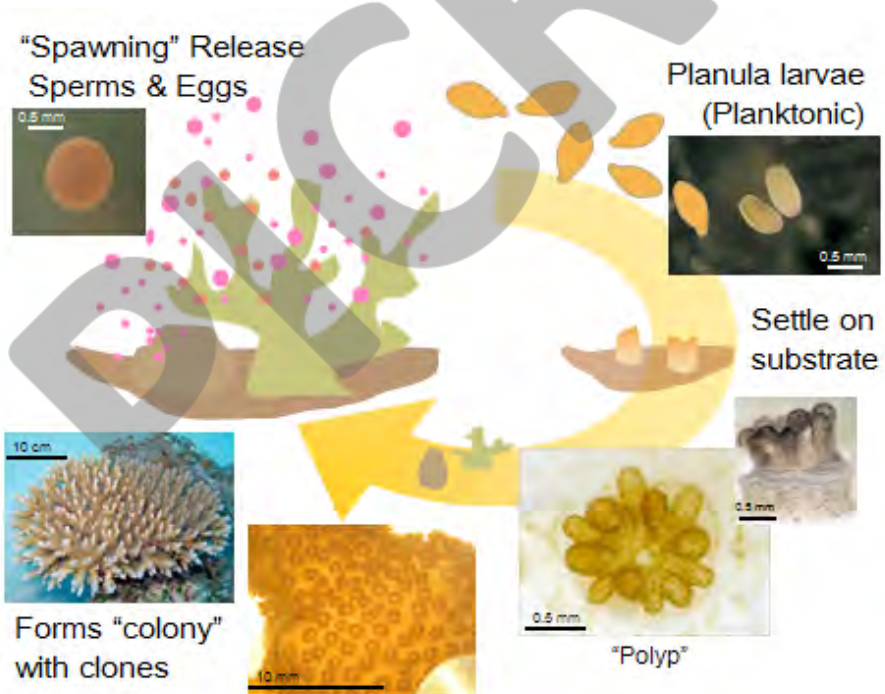 “Spawning” Release
Sperms & Eggs
0.5 mm
Planula larvae
(Planktonic)
0.5 mm
Settle on
substrate
0.5 mm
0.5 mm
“Polyp”
10 mm
10 cm
Forms “colony”
with clones
PICR